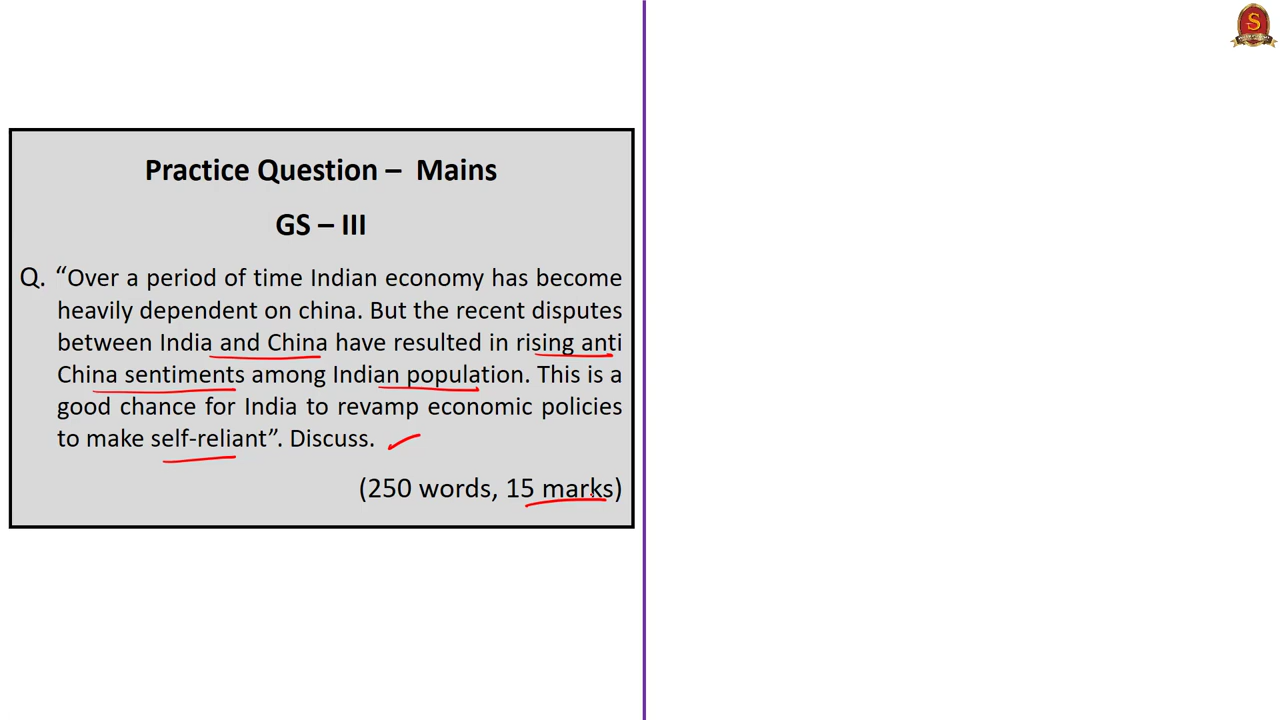 Practice Question – Mains
GS – III
Q. “Over a period of time Indian economy has become
heavily dependent on china. But the recent disputes
between India and China have resulted in rising anti
China sentiments among Indian population. This is a
good chance for India to revamp economic policies
to make self-reliant”. Discuss.
(250 words, 15 marks)
S